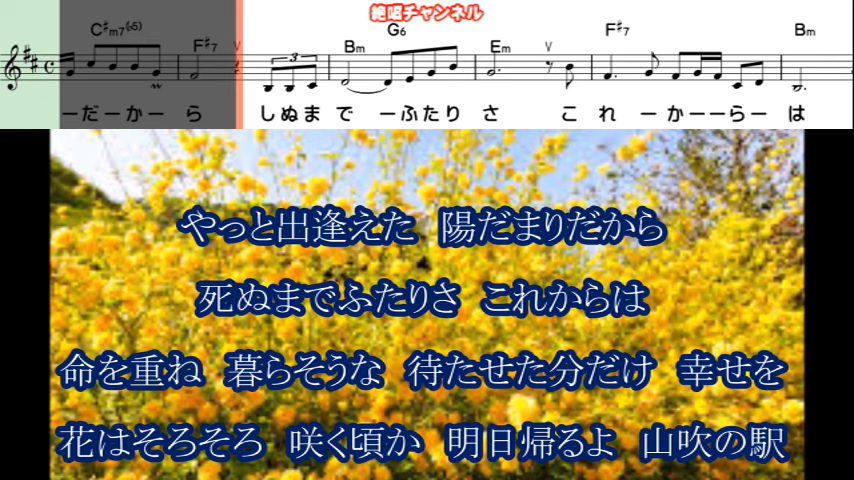 絶唱チャンネル
C#m7(♭5) F#7 Bm G6 Em F#7 Bm
ーだーかー ら しぬま で ーふたり さ こ れ ーかーーらー は
やっと出逢えた 陽だまりだから
死ぬまでふたりさ これからは
命を重ね 暮らそうな 待たせた分だけ 幸せを
花はそろそろ 咲く頃か 明日帰るよ 山吹の駅